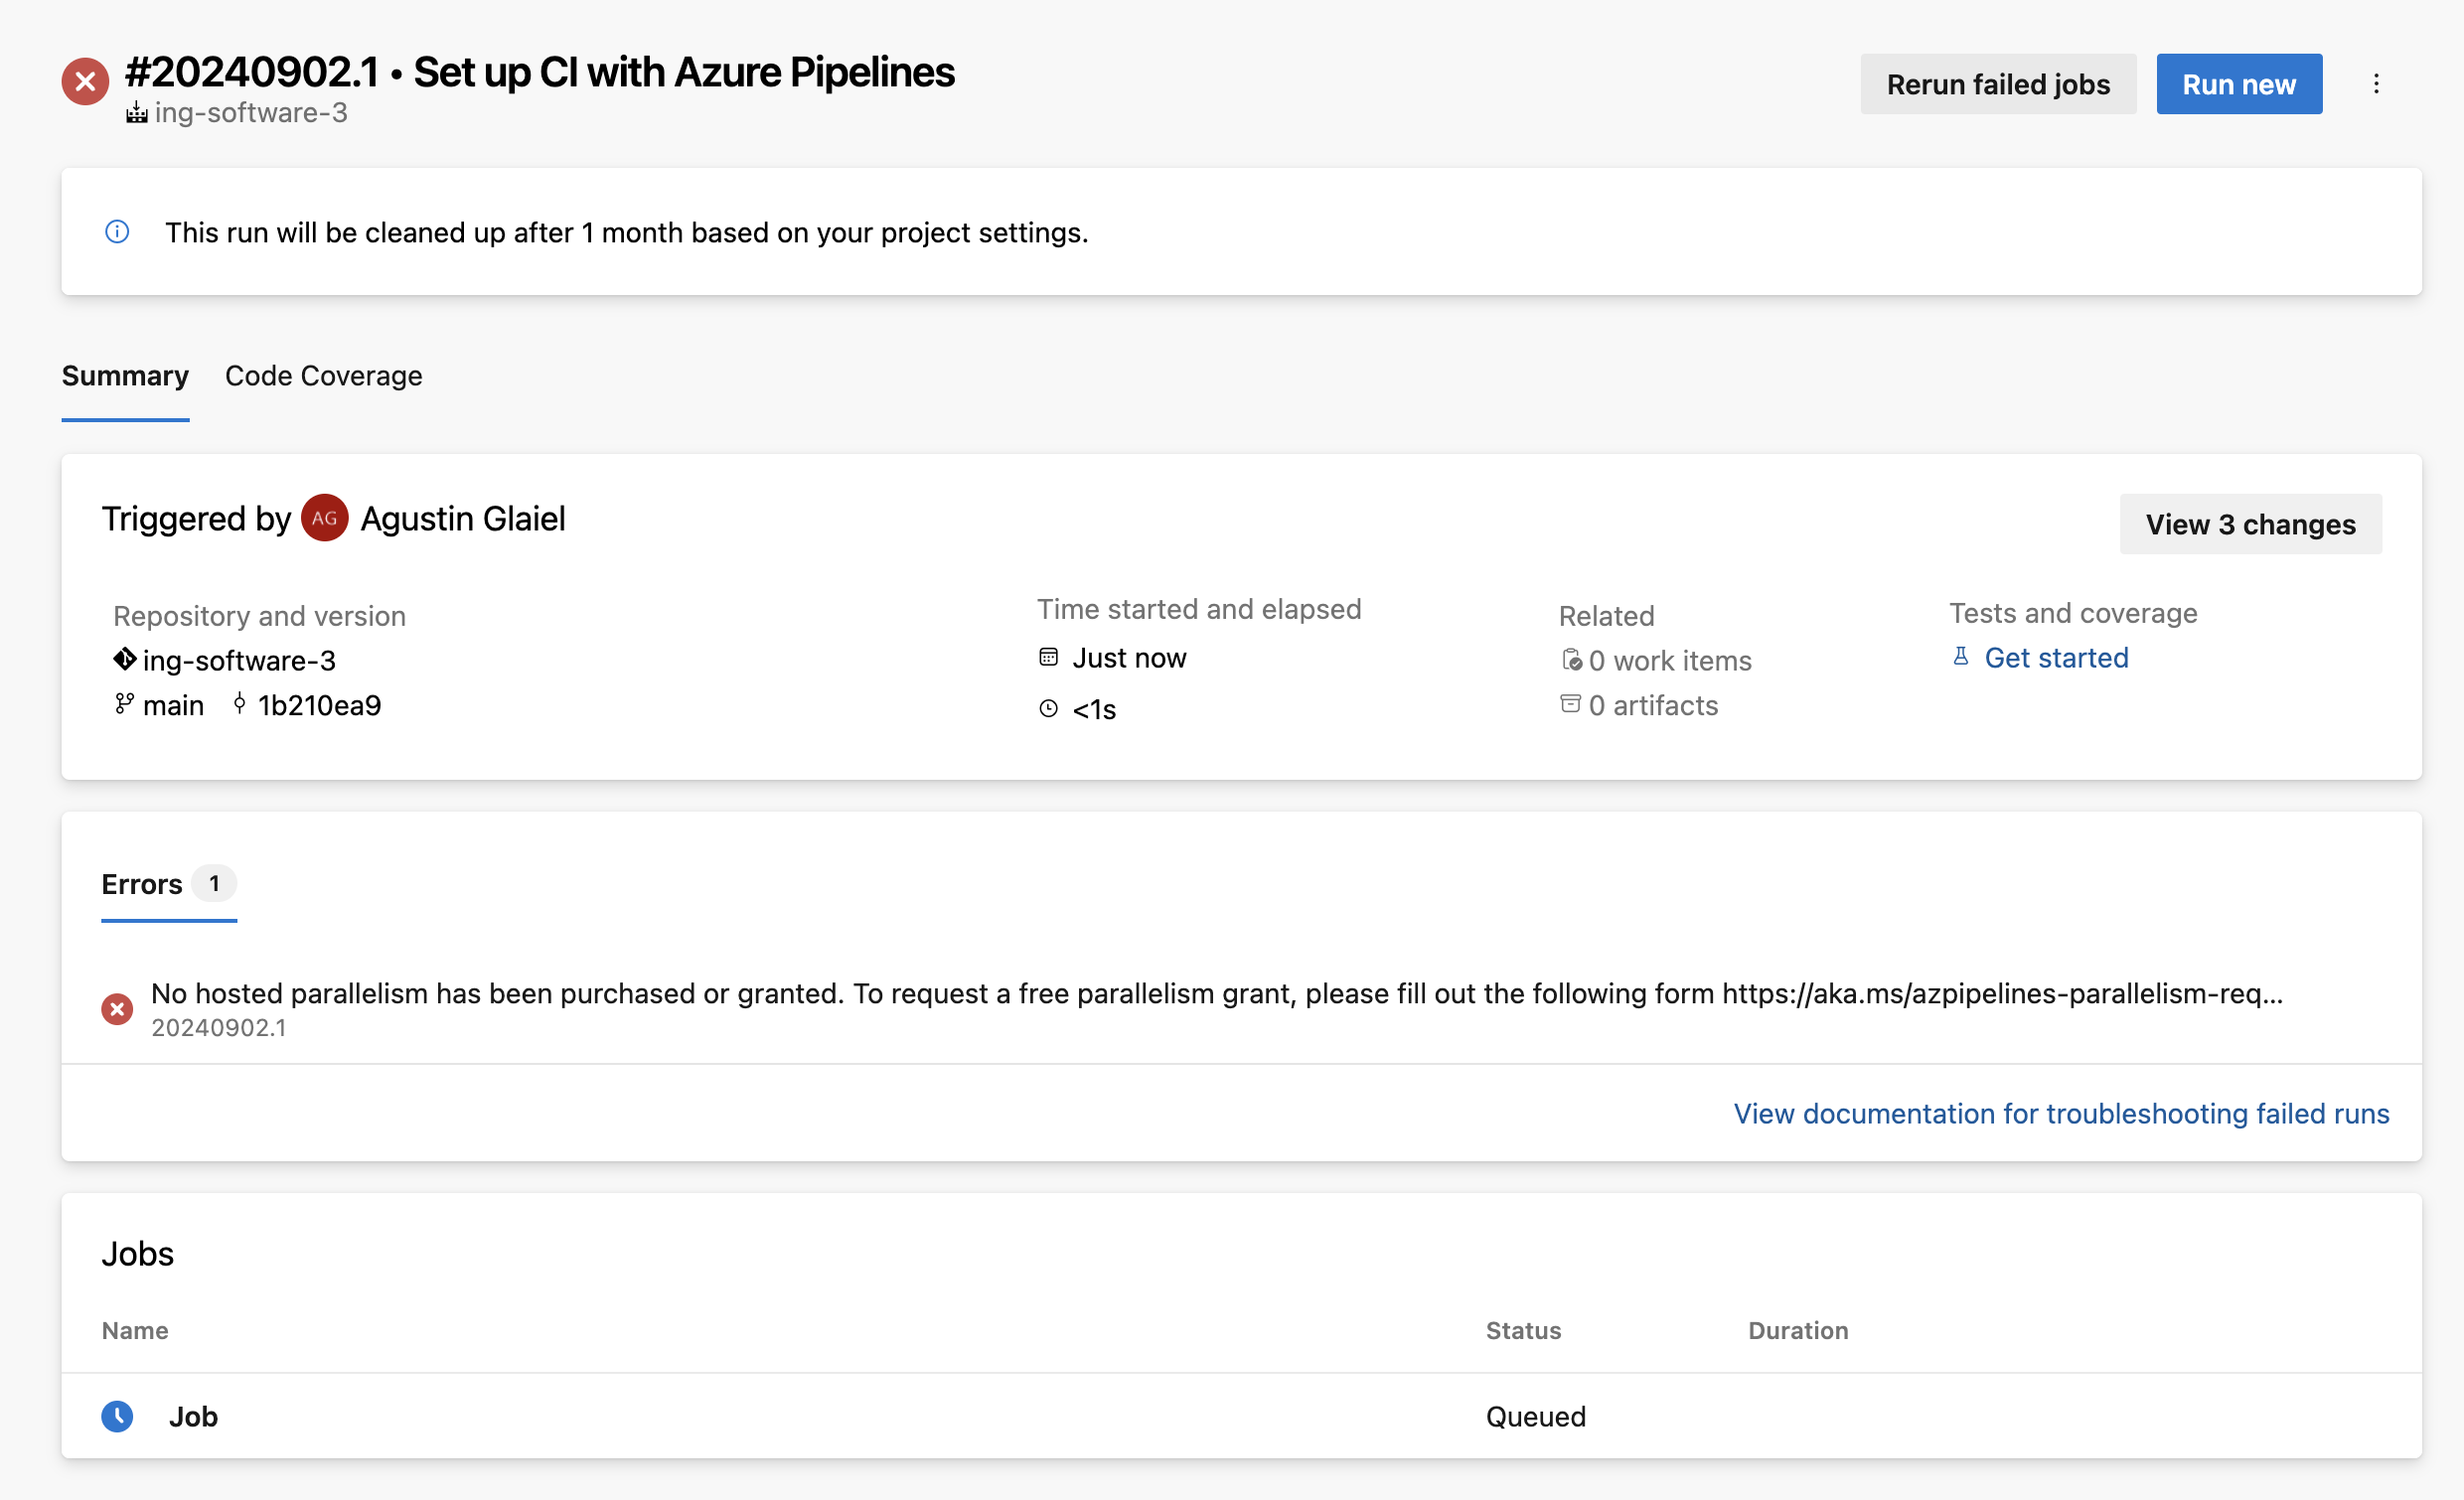 #20240902.1 • Set up CI with Azure Pipelines
ing-software-3
Rerun failed jobs
Run new
This run will be cleaned up after 1 month based on your project settings.
Summary
Code Coverage
Triggered by AG Agustin Glaiel
View 3 changes
Repository and version
ing-software-3
main 1b210ea9
Time started and elapsed
Just now
<1s
Related
0 work items
0 artifacts
Tests and coverage
Get started
Errors 1
No hosted parallelism has been purchased or granted. To request a free parallelism grant, please fill out the following form https://aka.ms/azpipelines-parallelism-req...
20240902.1
View documentation for troubleshooting failed runs
Jobs
Name Status Duration
Job Queued